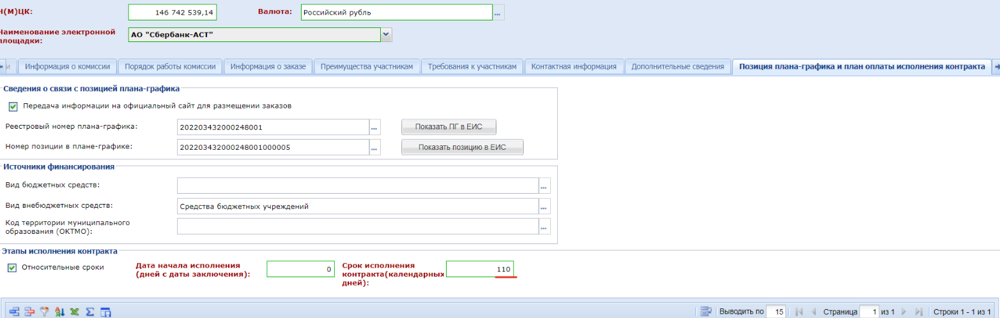 Н(М)ЦК: 146 742 539,14 Валюта: Российский рубль ...
Наименование электронной
площадки: АО "Сбербанк-АСТ"
и Информация о комиссии Порядок работы комиссии Информация о заказе Преимущества участникам Требования к участникам Контактная информация Дополнительные сведения Позиция плана-графика и план оплаты исполнения контракта
Сведения о связи с позицией плана-графика
Передача информации на официальный сайт для размещении заказов
Реестровый номер плана-графика: 202203432000248001 ... Показать ПГ в ЕИС
Номер позиции в плане-графике: 202203432000248001000005 ... Показать позицию в ЕИС
Источники финансирования
Вид бюджетных средств: ...
Вид внебюджетных средств: Средства бюджетных учреждений ...
Код территории муниципального
образования (ОКТМО): ...
Этапы исполнения контракта
Относительные сроки
Дата начала исполнения
(дней с даты заключения): 0
Срок исполнения
контракта(календарных
дней): 110
Выводить по 15 Страница 1 из 1 Строки 1 - 1 из 1